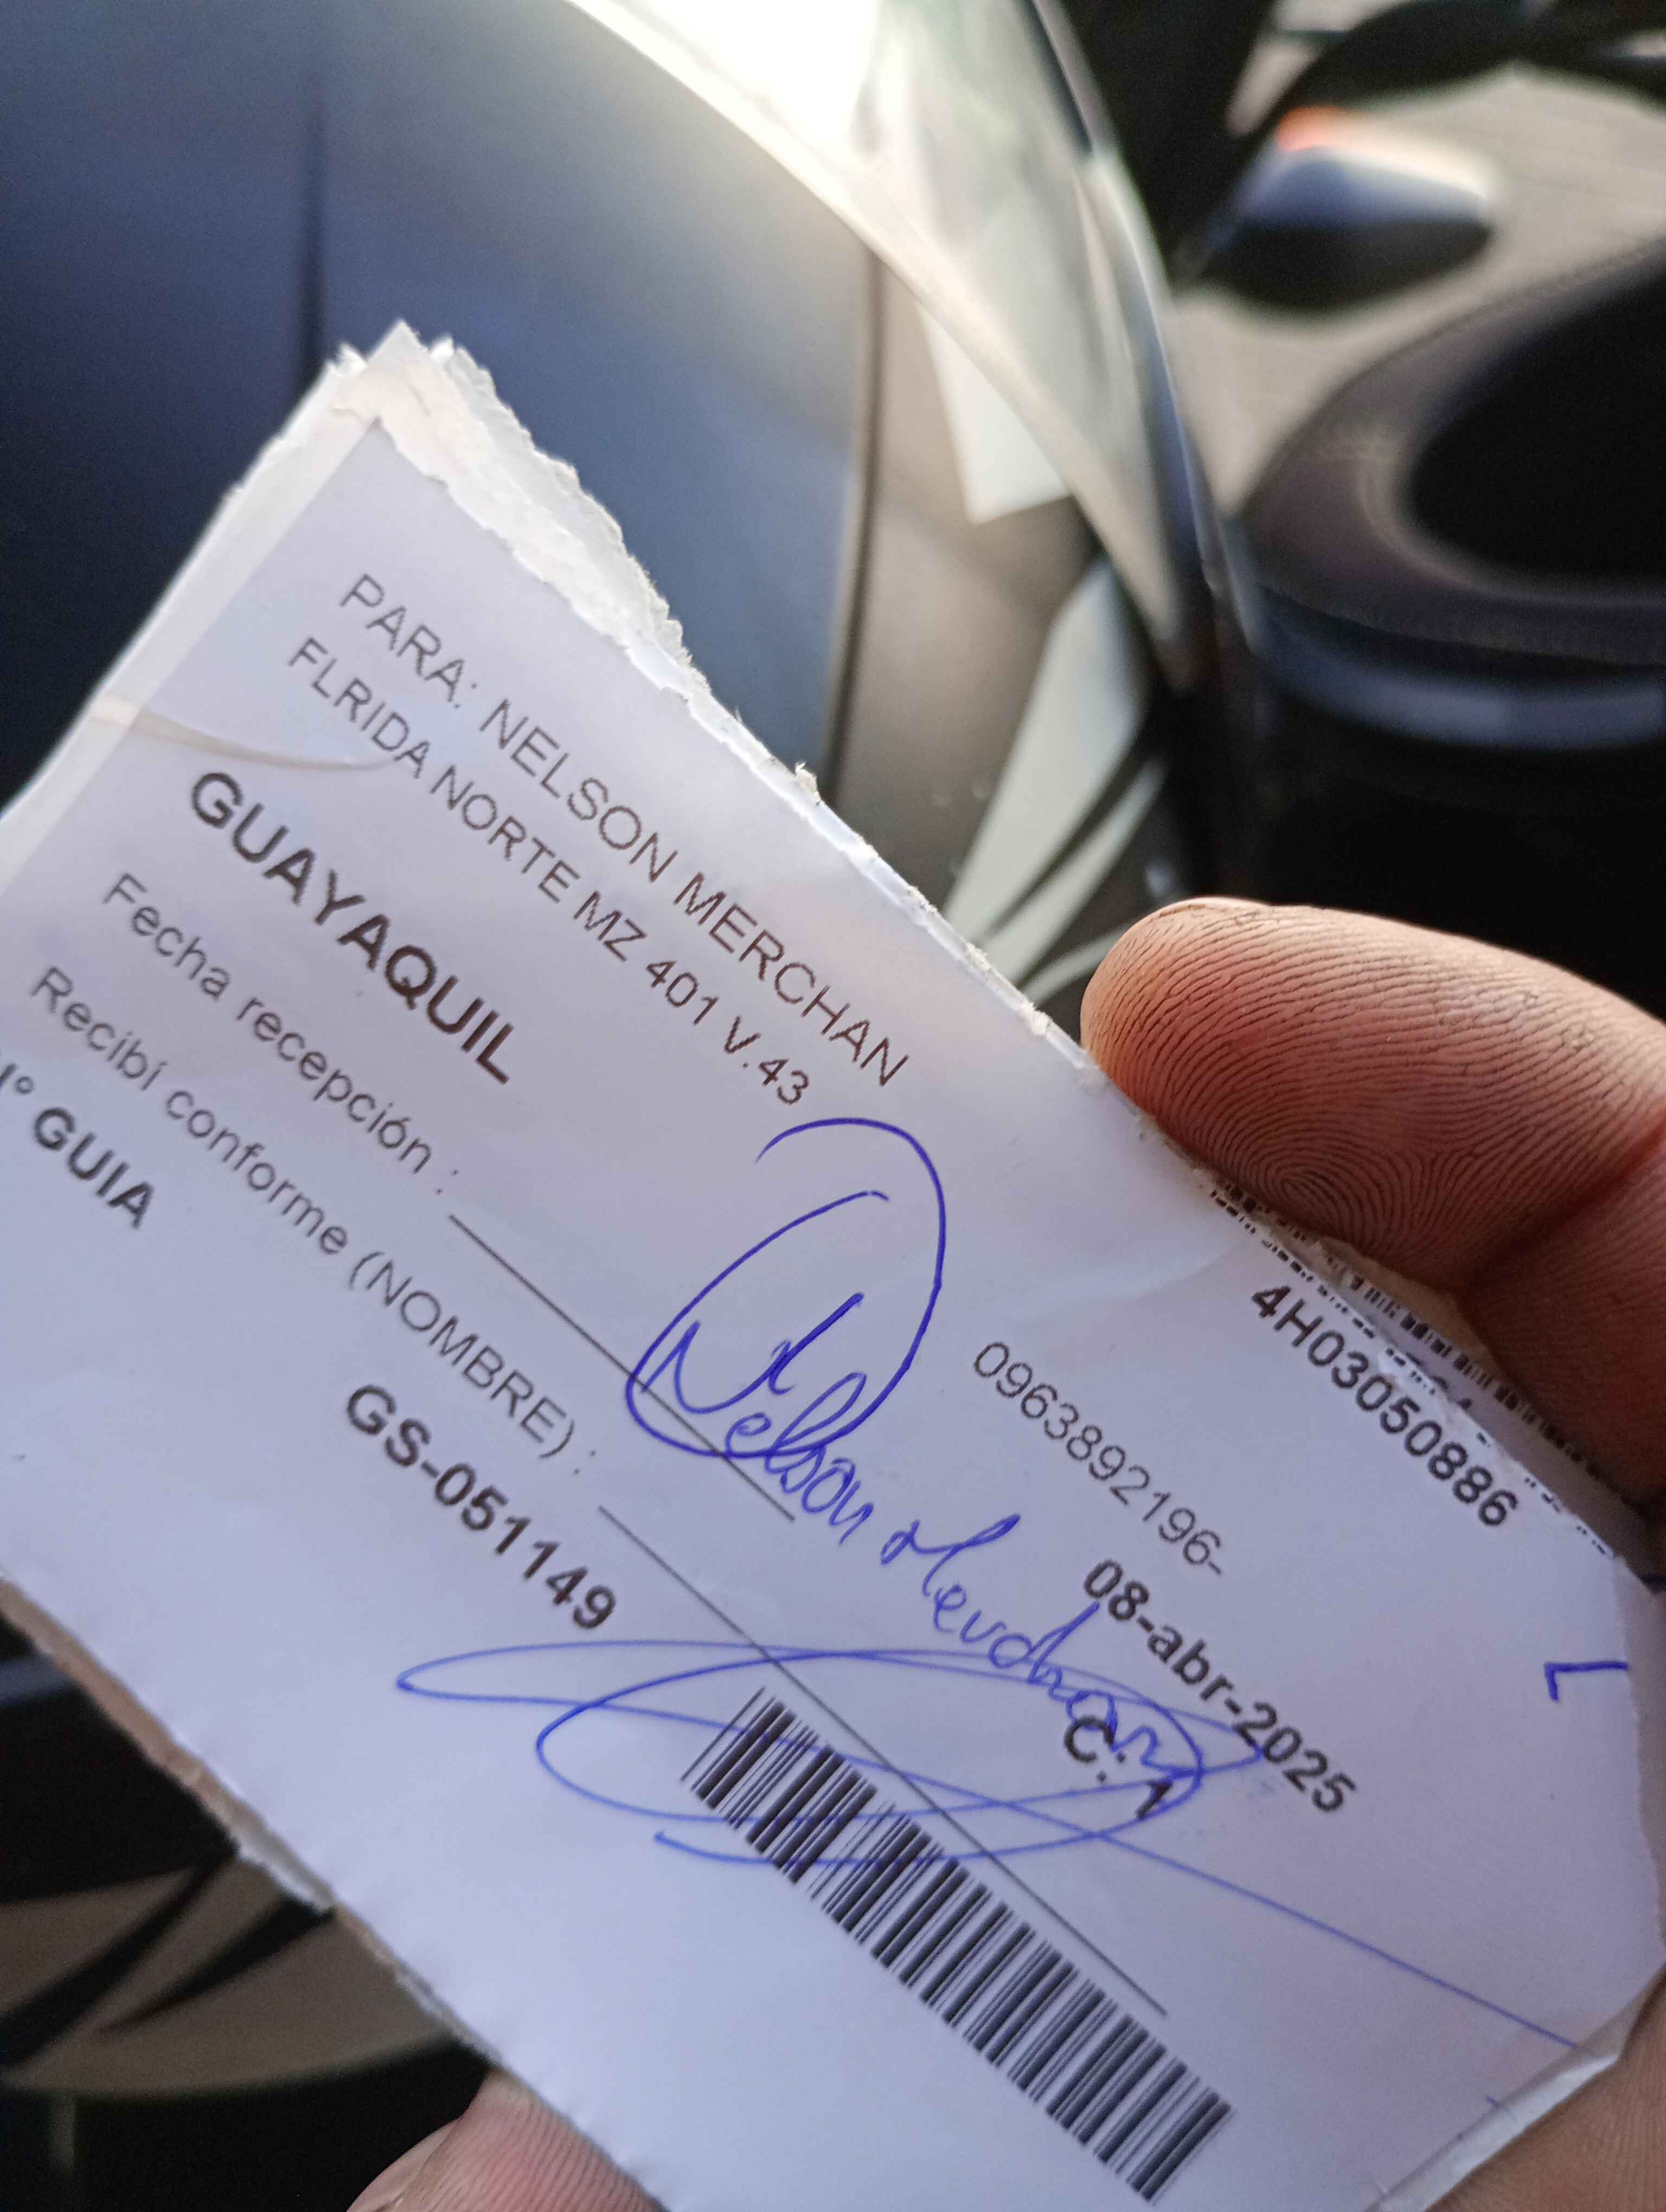 4H03050886
PARA: NELSON MERCHAN
FLRIDA NORTE MZ 401 V.43
0963892196-
GUAYAQUIL
08-abr-2025
Fecha recepción :
C. 1
Nelson Merchan
Recibí conforme (NOMBRE) :
N° GUIA
GS-051149